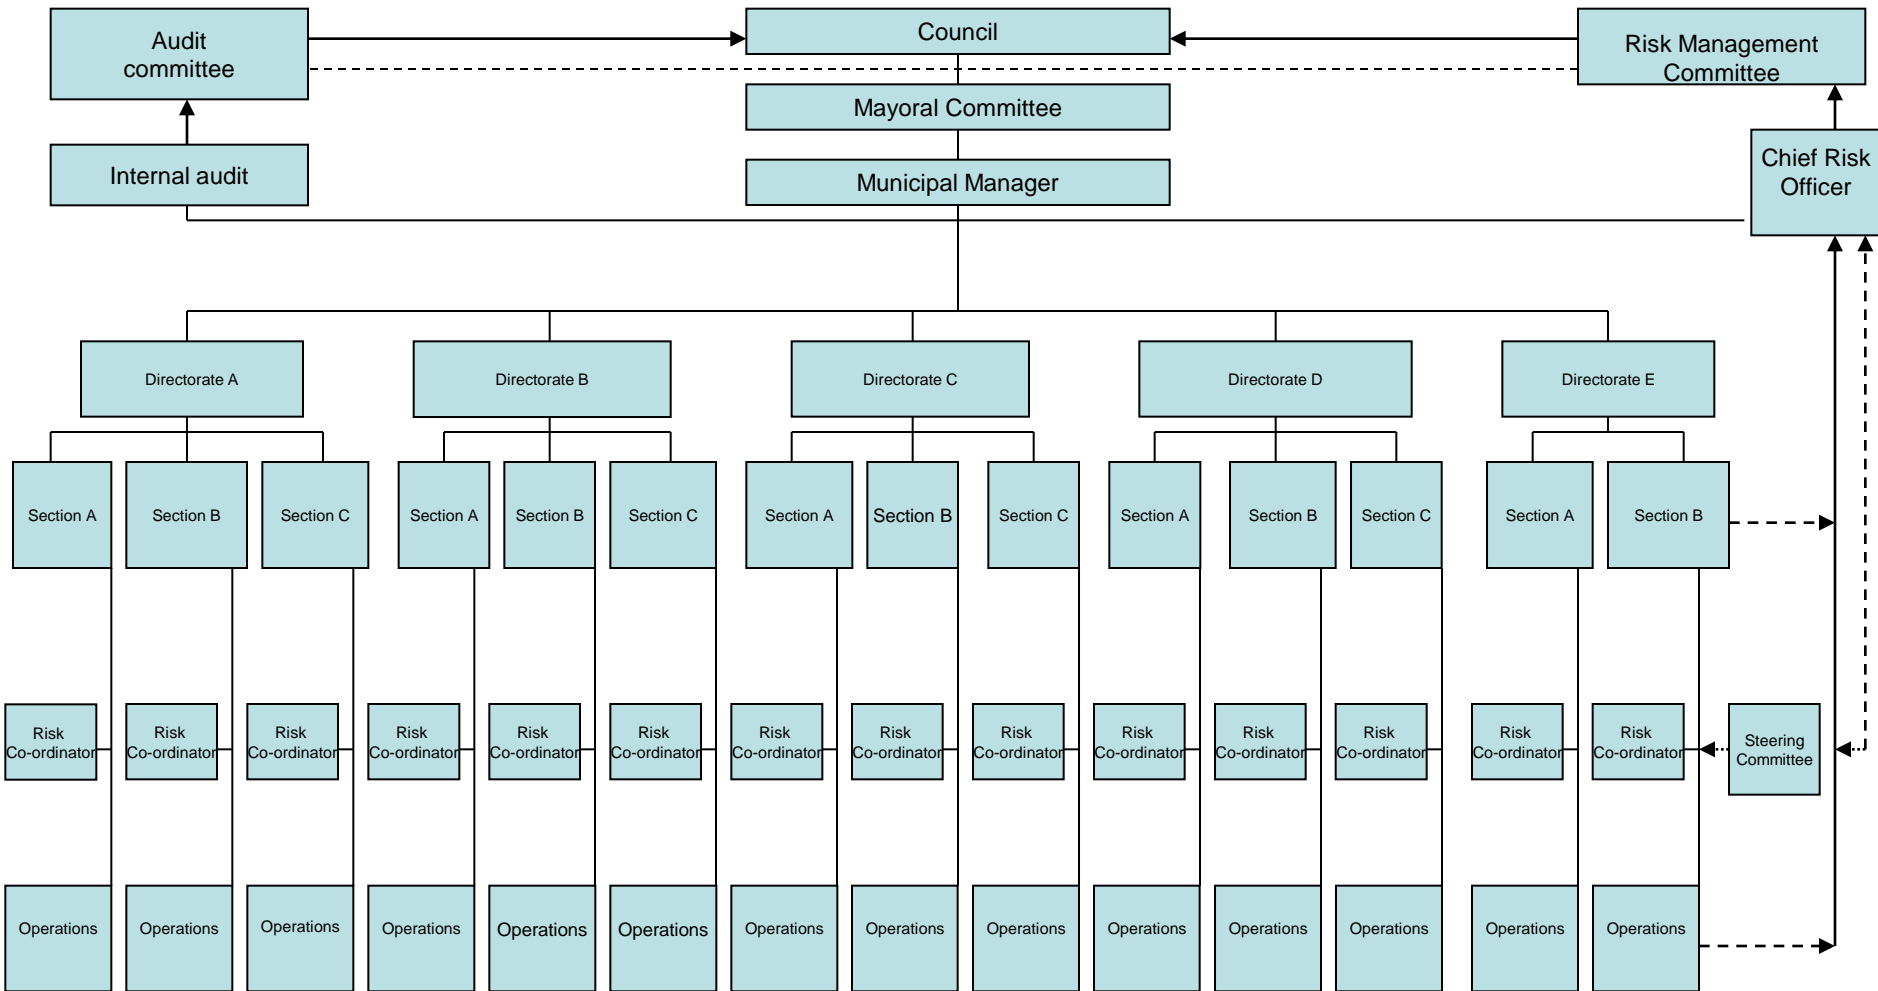 Audit
committee
Council
Risk Management
Committee
Mayoral Committee
Internal audit
Municipal Manager
Chief Risk
Officer
Directorate A
Directorate B
Directorate C
Directorate D
Directorate E
Section A
Section B
Section C
Section A
Section B
Section C
Section A
Section B
Section C
Section A
Section B
Section C
Section A
Section B
Risk
Co-ordinator
Risk
Co-ordinator
Risk
Co-ordinator
Risk
Co-ordinator
Risk
Co-ordinator
Risk
Co-ordinator
Risk
Co-ordinator
Risk
Co-ordinator
Risk
Co-ordinator
Risk
Co-ordinator
Risk
Co-ordinator
Risk
Co-ordinator
Risk
Co-ordinator
Risk
Co-ordinator
Steering
Committee
Operations
Operations
Operations
Operations
Operations
Operations
Operations
Operations
Operations
Operations
Operations
Operations
Operations
Operations